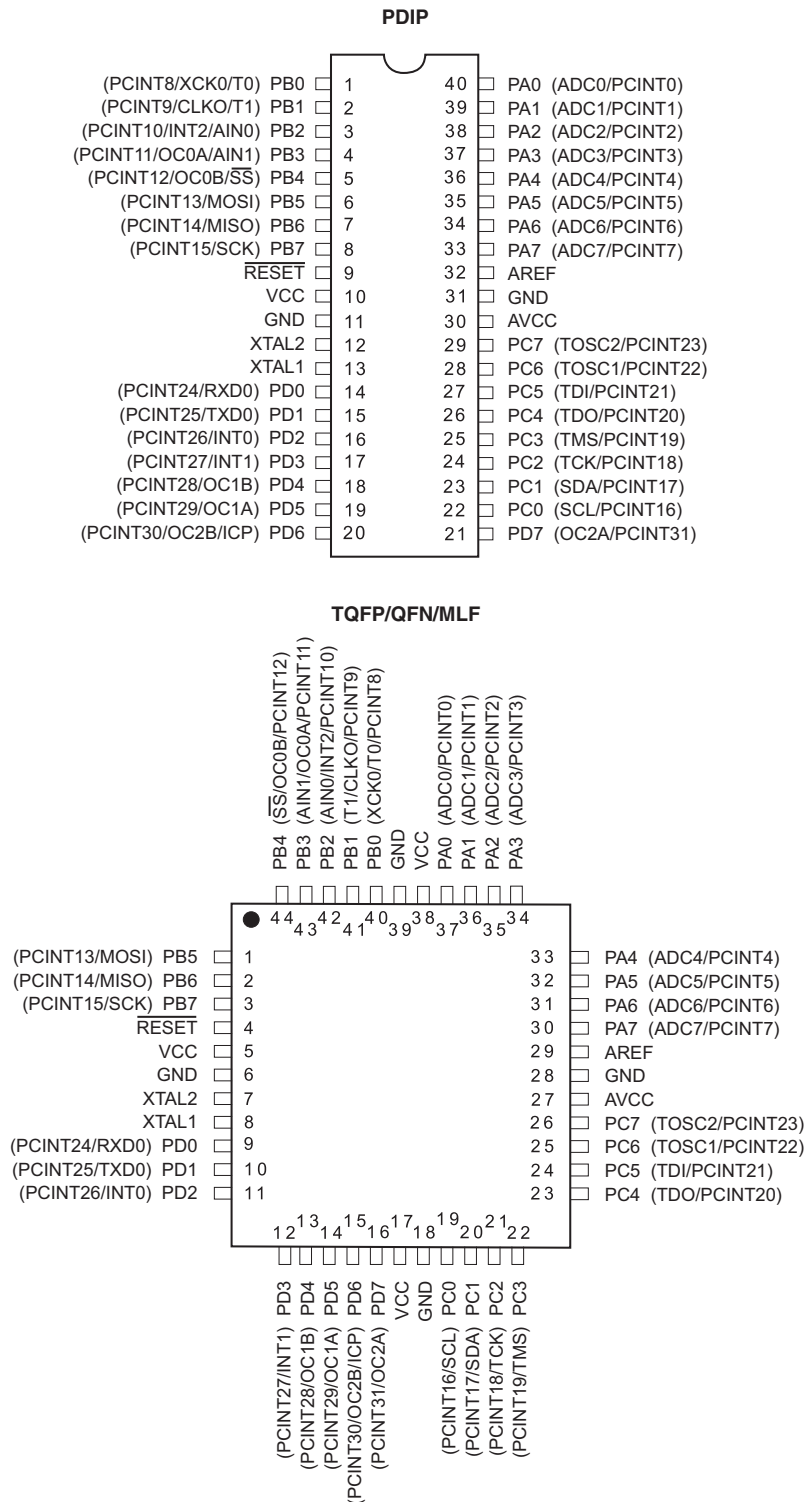 PDIP
(PCINT8/XCK0/T0) PB0 1 40 PA0 (ADC0/PCINT0)
(PCINT9/CLKO/T1) PB1 2 39 PA1 (ADC1/PCINT1)
(PCINT10/INT2/AIN0) PB2 3 38 PA2 (ADC2/PCINT2)
(PCINT11/OC0A/AIN1) PB3 4 37 PA3 (ADC3/PCINT3)
(PCINT12/OC0B/SS) PB4 5 36 PA4 (ADC4/PCINT4)
(PCINT13/MOSI) PB5 6 35 PA5 (ADC5/PCINT5)
(PCINT14/MISO) PB6 7 34 PA6 (ADC6/PCINT6)
(PCINT15/SCK) PB7 8 33 PA7 (ADC7/PCINT7)
RESET 9 32 AREF
VCC 10 31 GND
GND 11 30 AVCC
XTAL2 12 29 PC7 (TOSC2/PCINT23)
XTAL1 13 28 PC6 (TOSC1/PCINT22)
(PCINT24/RXD0) PD0 14 27 PC5 (TDI/PCINT21)
(PCINT25/TXD0) PD1 15 26 PC4 (TDO/PCINT20)
(PCINT26/INT0) PD2 16 25 PC3 (TMS/PCINT19)
(PCINT27/INT1) PD3 17 24 PC2 (TCK/PCINT18)
(PCINT28/OC1B) PD4 18 23 PC1 (SDA/PCINT17)
(PCINT29/OC1A) PD5 19 22 PC0 (SCL/PCINT16)
(PCINT30/OC2B/ICP) PD6 20 21 PD7 (OC2A/PCINT31)
TQFP/QFN/MLF
PB4 (SS/OC0B/PCINT12)
PB3 (AIN1/OC0A/PCINT11)
PB2 (AIN0/INT2/PCINT10)
PB1 (T1/CLKO/PCINT9)
PB0 (XCK0/T0/PCINT8)
GND
VCC
PA0 (ADC0/PCINT0)
PA1 (ADC1/PCINT1)
PA2 (ADC2/PCINT2)
PA3 (ADC3/PCINT3)
44 43 42 41 40 39 38 37 36 35 34
(PCINT13/MOSI) PB5 1 33 PA4 (ADC4/PCINT4)
(PCINT14/MISO) PB6 2 32 PA5 (ADC5/PCINT5)
(PCINT15/SCK) PB7 3 31 PA6 (ADC6/PCINT6)
RESET 4 30 PA7 (ADC7/PCINT7)
VCC 5 29 AREF
GND 6 28 GND
XTAL2 7 27 AVCC
XTAL1 8 26 PC7 (TOSC2/PCINT23)
(PCINT24/RXD0) PD0 9 25 PC6 (TOSC1/PCINT22)
(PCINT25/TXD0) PD1 10 24 PC5 (TDI/PCINT21)
(PCINT26/INT0) PD2 11 23 PC4 (TDO/PCINT20)
12 13 14 15 16 17 18 19 20 21 22
(PCINT27/INT1) PD3
(PCINT28/OC1B) PD4
(PCINT29/OC1A) PD5
(PCINT30/OC2B/ICP) PD6
(PCINT31/OC2A) PD7
VCC
GND
(PCINT16/SCL) PC0
(PCINT17/SDA) PC1
(PCINT18/TCK) PC2
(PCINT19/TMS) PC3